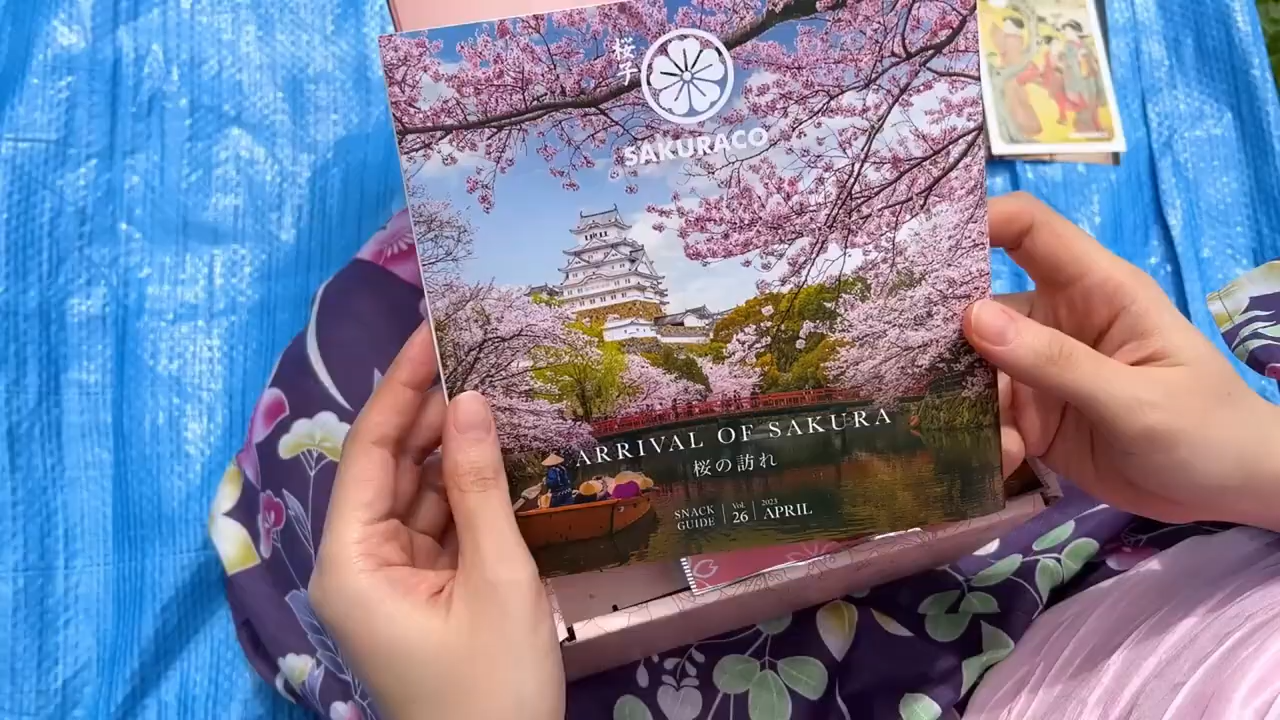 桜子
SAKURACO
ARRIVAL OF SAKURA
桜の訪れ
SNACK GUIDE
Vol. 26
2023 APRIL